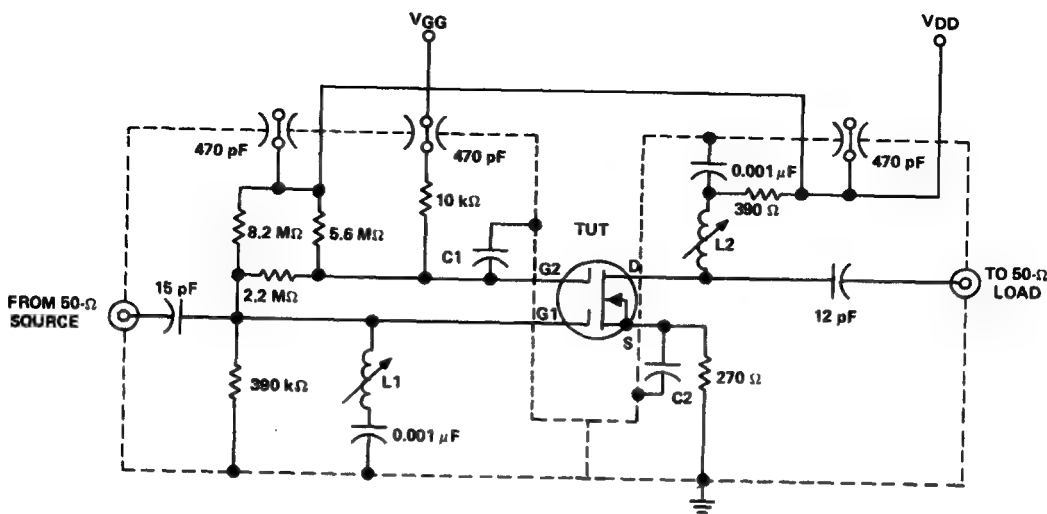 VGG
VDD
470 pF
470 pF
0.001 μF
470 pF
10 kΩ
390 Ω
8.2 MΩ
5.6 MΩ
C1
TUT
L2
G2
D
2.2 MΩ
15 pF
FROM 50-Ω
SOURCE
TO 50-Ω
LOAD
12 pF
G1
S
L1
390 kΩ
C2
270 Ω
0.001 μF